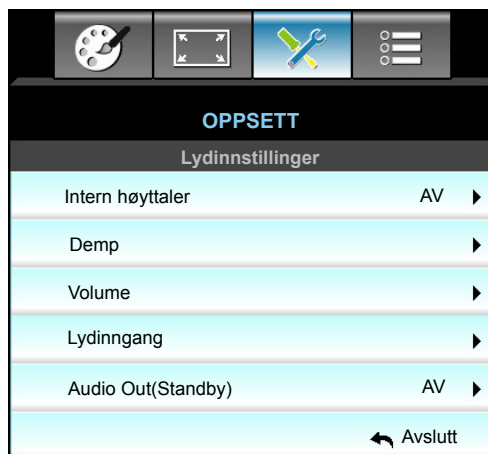 OPPSETT
Lydinnstillinger
Intern høyttaler AV
Demp
Volume
Lydinngang
Audio Out(Standby) AV
Avslutt